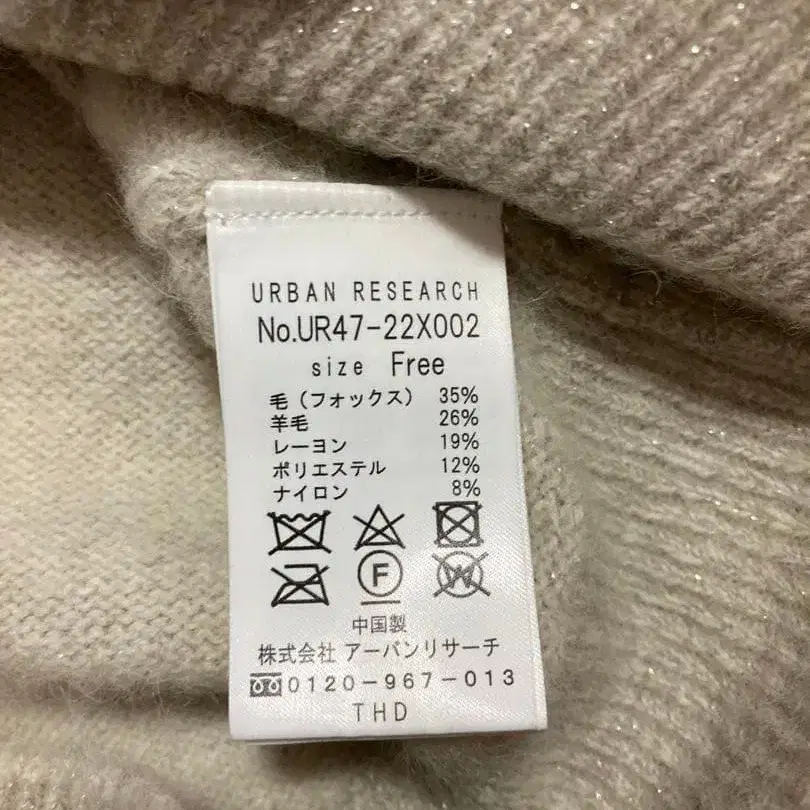 URBAN RESEARCH
No.UR47-22X002
size Free
毛（フォックス） 35%
羊毛 26%
レーヨン 19%
ポリエステル 12%
ナイロン 8%
F W
中国製
株式会社 アーバンリサーチ
0120-967-013
THD